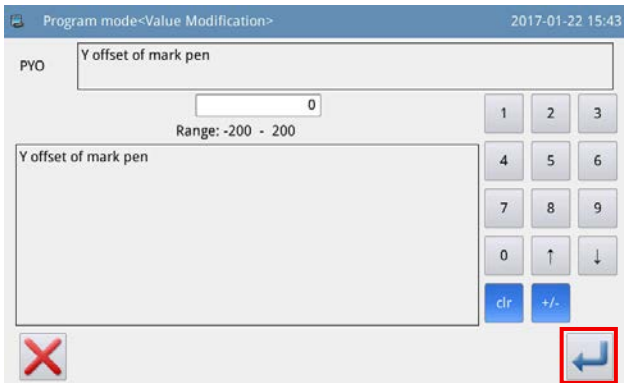 Program mode<Value Modification> 2017-01-22 15:43
PYO
Y offset of mark pen
0
Range: -200 - 200
Y offset of mark pen
1 2 3
4 5 6
7 8 9
0 ↑ ↓
clr +/-